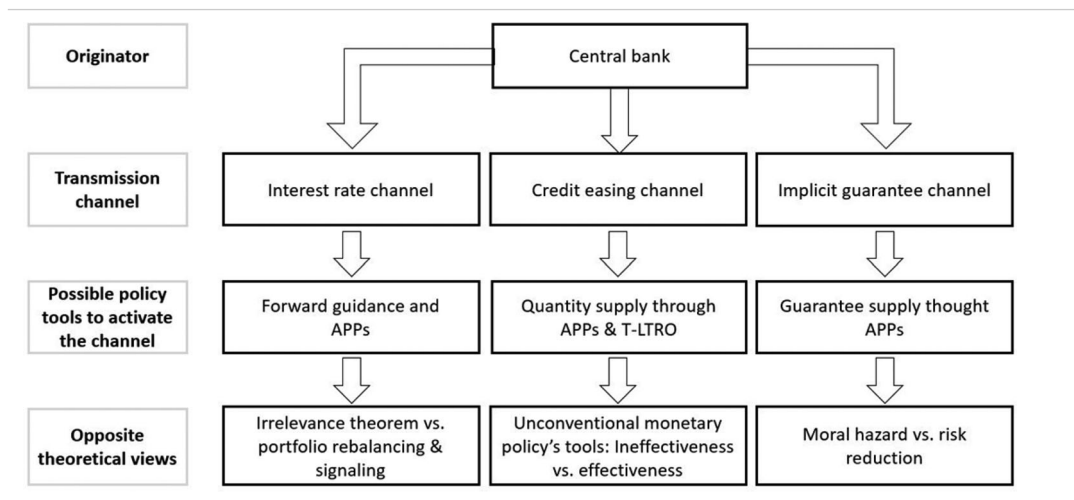 Originator
Central bank
Transmission
channel
Interest rate channel
Credit easing channel
Implicit guarantee channel
Possible policy
tools to activate
the channel
Forward guidance and
APPs
Quantity supply through
APPs & T-LTRO
Guarantee supply thought
APPs
Opposite
theoretical views
Irrelevance theorem vs.
portfolio rebalancing &
signaling
Unconventional monetary
policy's tools: Ineffectiveness
vs. effectiveness
Moral hazard vs. risk
reduction